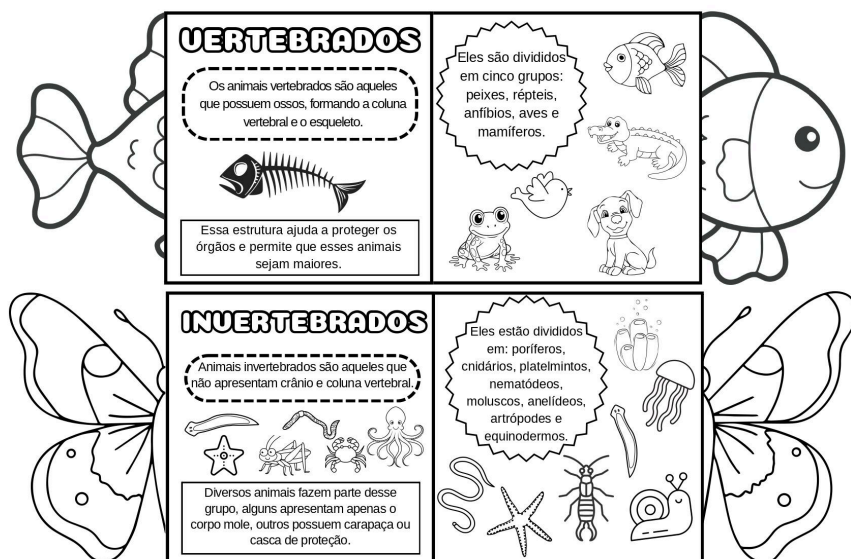 VERTEBRADOS
Os animais vertebrados são aqueles
que possuem ossos, formando a coluna
vertebral e o esqueleto.
Essa estrutura ajuda a proteger os
órgãos e permite que esses animais
sejam maiores.
Eles são divididos
em cinco grupos:
peixes, répteis,
anfíbios, aves e
mamíferos.
INVERTEBRADOS
Animais invertebrados são aqueles que
não apresentam crânio e coluna vertebral.
Diversos animais fazem parte desse
grupo, alguns apresentam apenas o
corpo mole, outros possuem carapaça ou
casca de proteção.
Eles estão divididos
em: poríferos,
cnidários, platelmintos,
nematódeos,
moluscos, anelídeos,
artrópodes e
equinodermos.